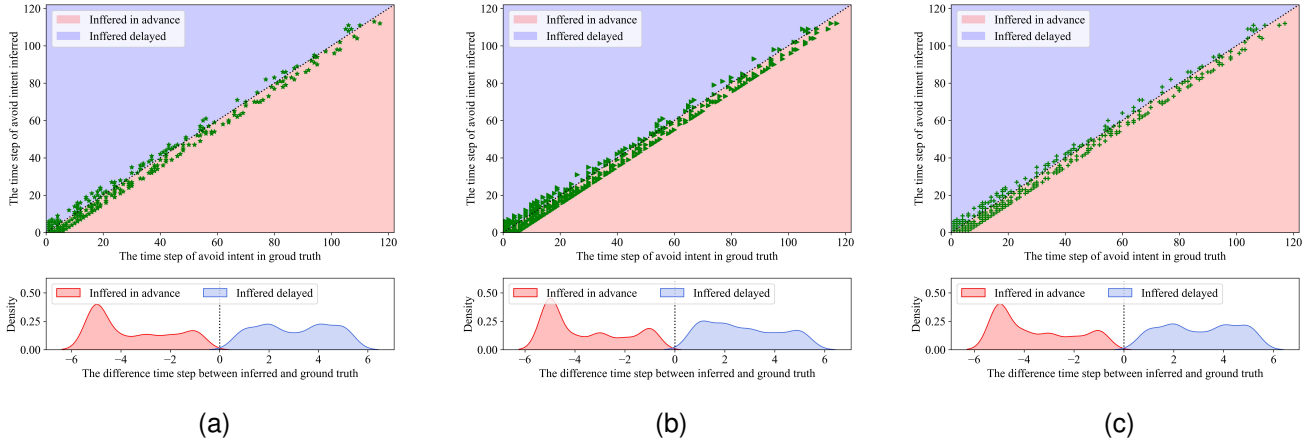 120
100
80
60
40
20
0
The time step of avoid intent inferred
Inffered in advance
Inffered delayed
0 20 40 60 80 100 120
The time step of avoid intent in groud truth
0.50
0.25
0.00
Density
Inffered in advance Inffered delayed
−6 −4 −2 0 2 4 6
The difference time step between inferred and ground truth
(a)
120
100
80
60
40
20
0
The time step of avoid intent inferred
Inffered in advance
Inffered delayed
0 20 40 60 80 100 120
The time step of avoid intent in groud truth
0.50
0.25
0.00
Density
Inffered in advance Inffered delayed
−6 −4 −2 0 2 4 6
The difference time step between inferred and ground truth
(b)
120
100
80
60
40
20
0
The time step of avoid intent inferred
Inffered in advance
Inffered delayed
0 20 40 60 80 100 120
The time step of avoid intent in groud truth
0.50
0.25
0.00
Density
Inffered in advance Inffered delayed
−6 −4 −2 0 2 4 6
The difference time step between inferred and ground truth
(c)